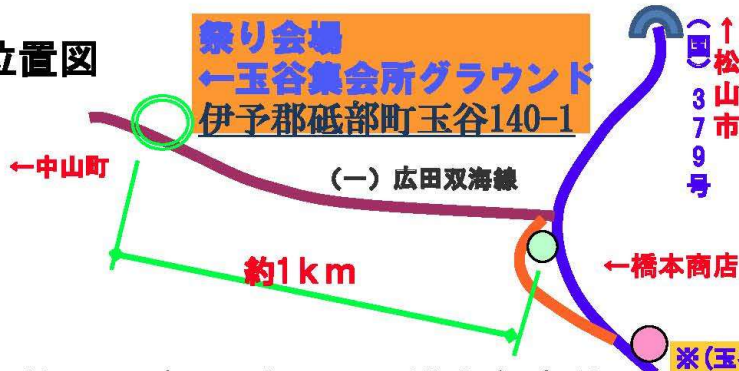 位置図
祭り会場
←玉谷集会所グラウンド
伊予郡砥部町玉谷140-1
↑松山市
(国)379号
←中山町
(一)広田双海線
約1km
←橋本商店
※(玉